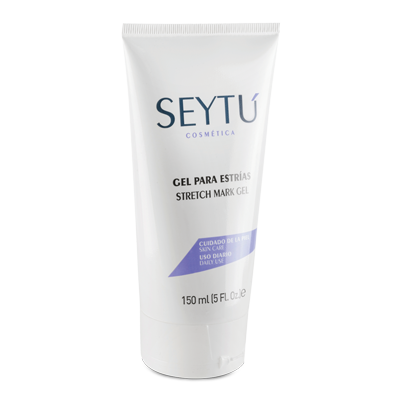 SEYTÚ
COSMÉTICA
GEL PARA ESTRÍAS
STRETCH MARK GEL
CUIDADO DE LA PIEL
SKIN CARE
USO DIARIO
DAILY USE
150 ml (5 FL. Oz.) e